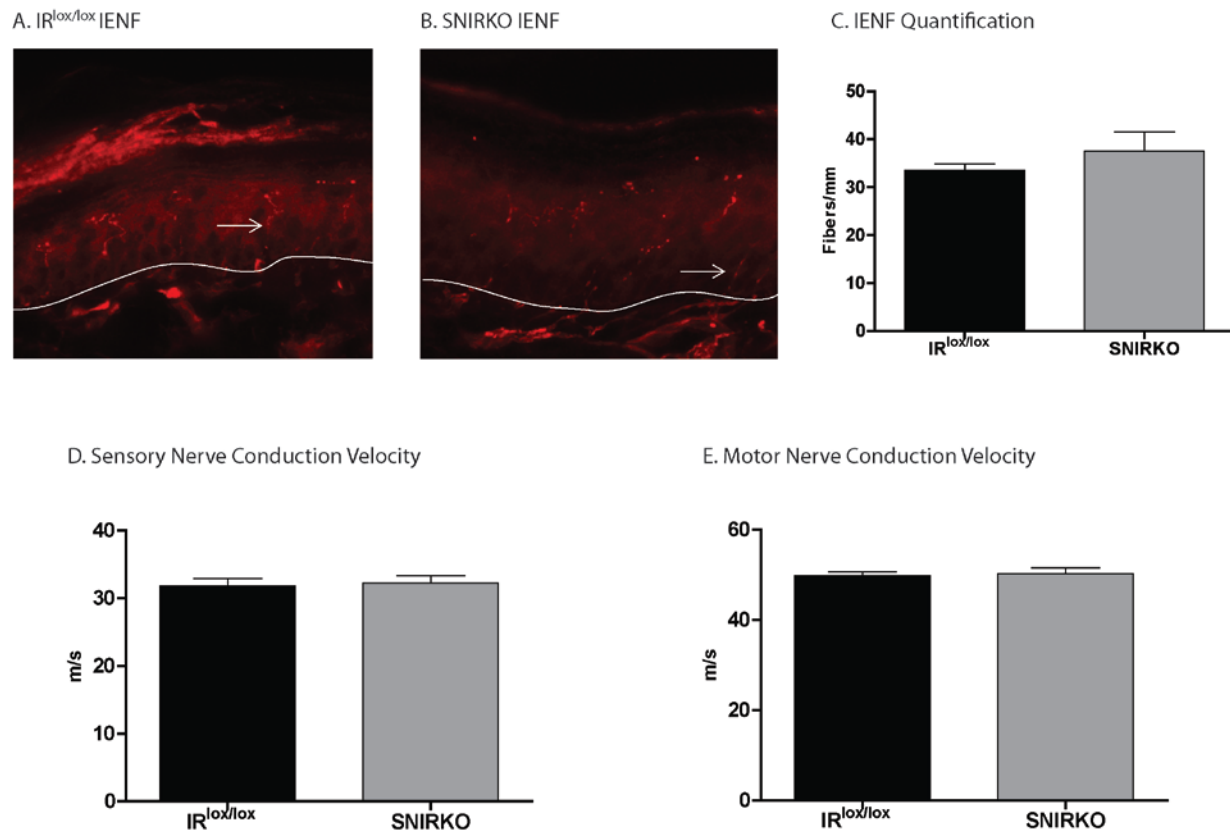 A. IR^lox/lox IENF
B. SNIRKO IENF
C. IENF Quantification
50
40
30
20
10
0
Fibers/mm
IR^lox/lox
SNIRKO
D. Sensory Nerve Conduction Velocity
40
30
20
10
0
m/s
IR^lox/lox
SNIRKO
E. Motor Nerve Conduction Velocity
60
40
20
0
m/s
IR^lox/lox
SNIRKO